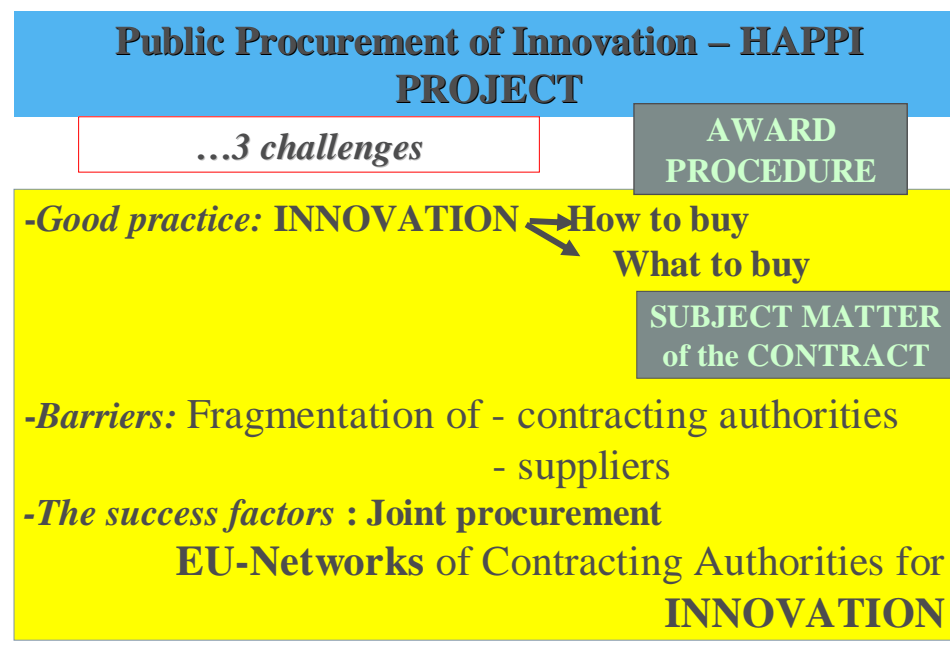 Public Procurement of Innovation – HAPPI
PROJECT
…3 challenges
AWARD
PROCEDURE
-Good practice: INNOVATION How to buy
What to buy
SUBJECT MATTER
of the CONTRACT
-Barriers: Fragmentation of - contracting authorities
- suppliers
-The success factors : Joint procurement
EU-Networks of Contracting Authorities for
INNOVATION